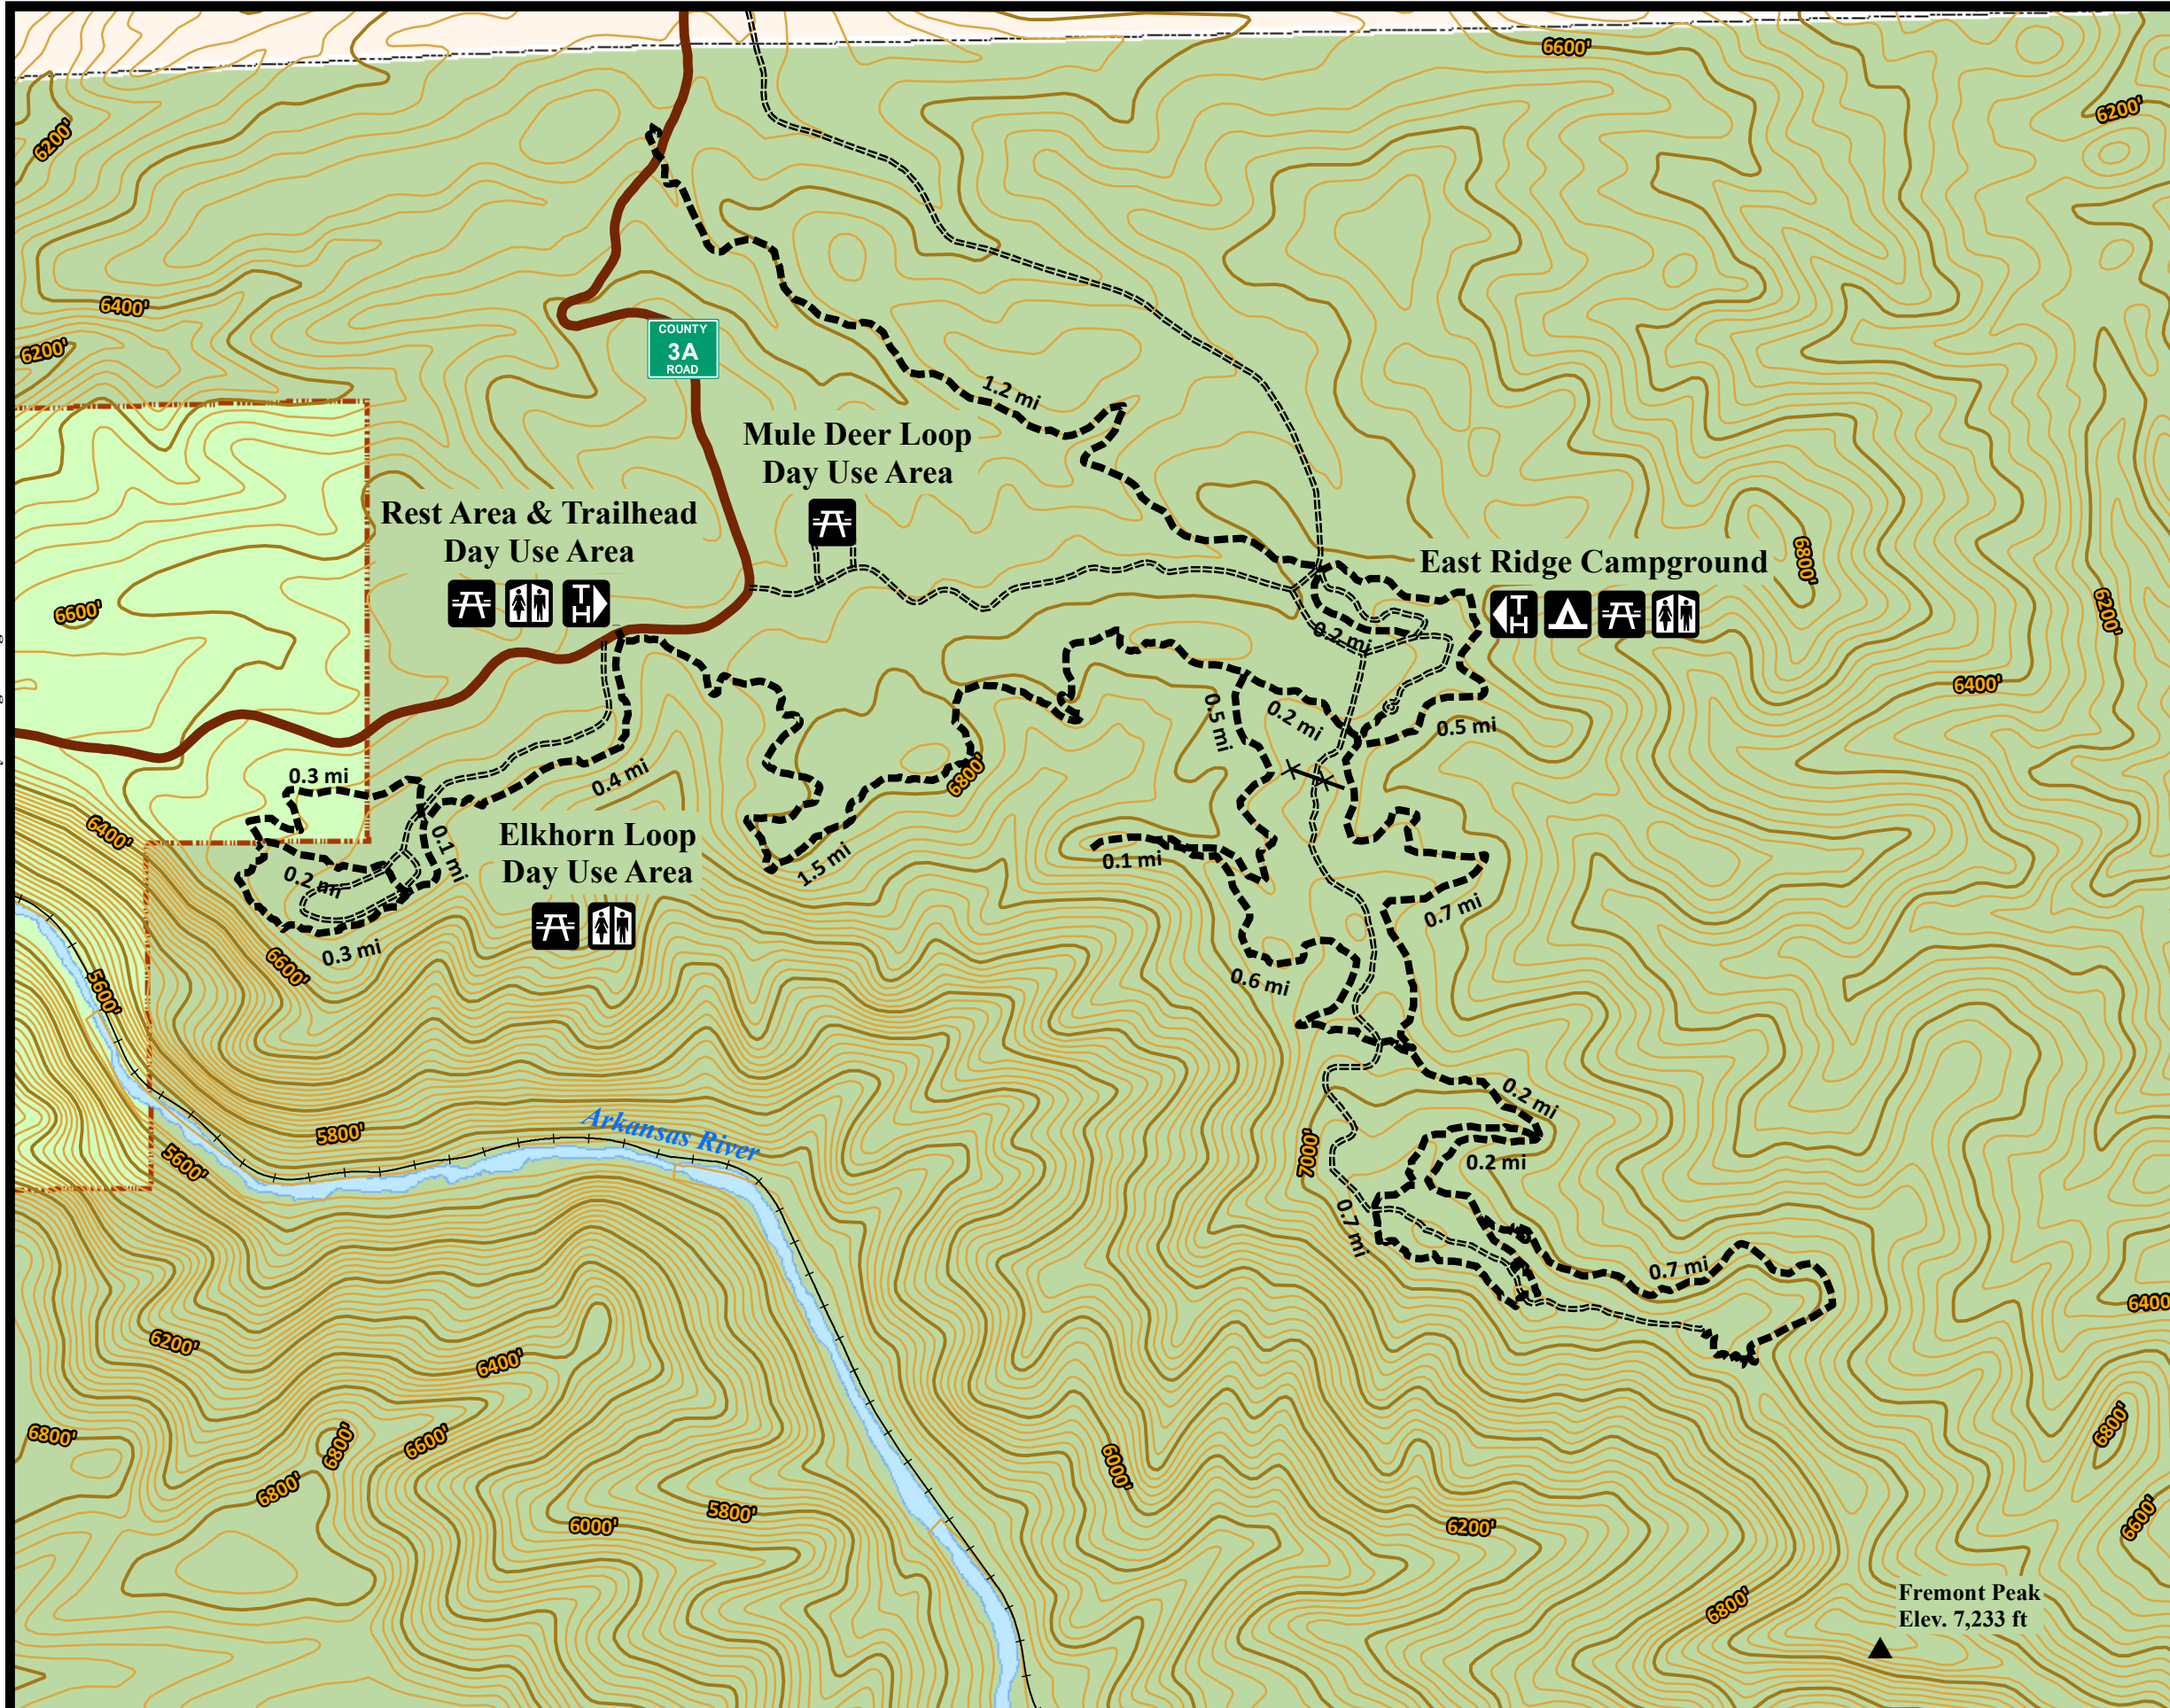 6600'
6200'
6200'
6400'
6200'
COUNTY
3A
ROAD
1.2 mi
Mule Deer Loop
Day Use Area
Rest Area & Trailhead
Day Use Area
TH
East Ridge Campground
TH
6800'
6600'
6200'
0.2 mi
6400'
0.5 mi
0.2 mi
0.5 mi
0.3 mi
0.4 mi
6800'
6400'
Elkhorn Loop
Day Use Area
0.1 mi
1.5 mi
0.1 mi
0.2 mi
0.7 mi
0.3 mi
6600'
5600'
0.6 mi
0.2 mi
Arkansas River
5800'
5600'
7000'
0.2 mi
0.7 mi
0.7 mi
6400'
6200'
6400'
6800'
6800'
6600'
6800'
6000'
6800'
5800'
6000'
6200'
6600'
6800'
Fremont Peak
Elev. 7,233 ft